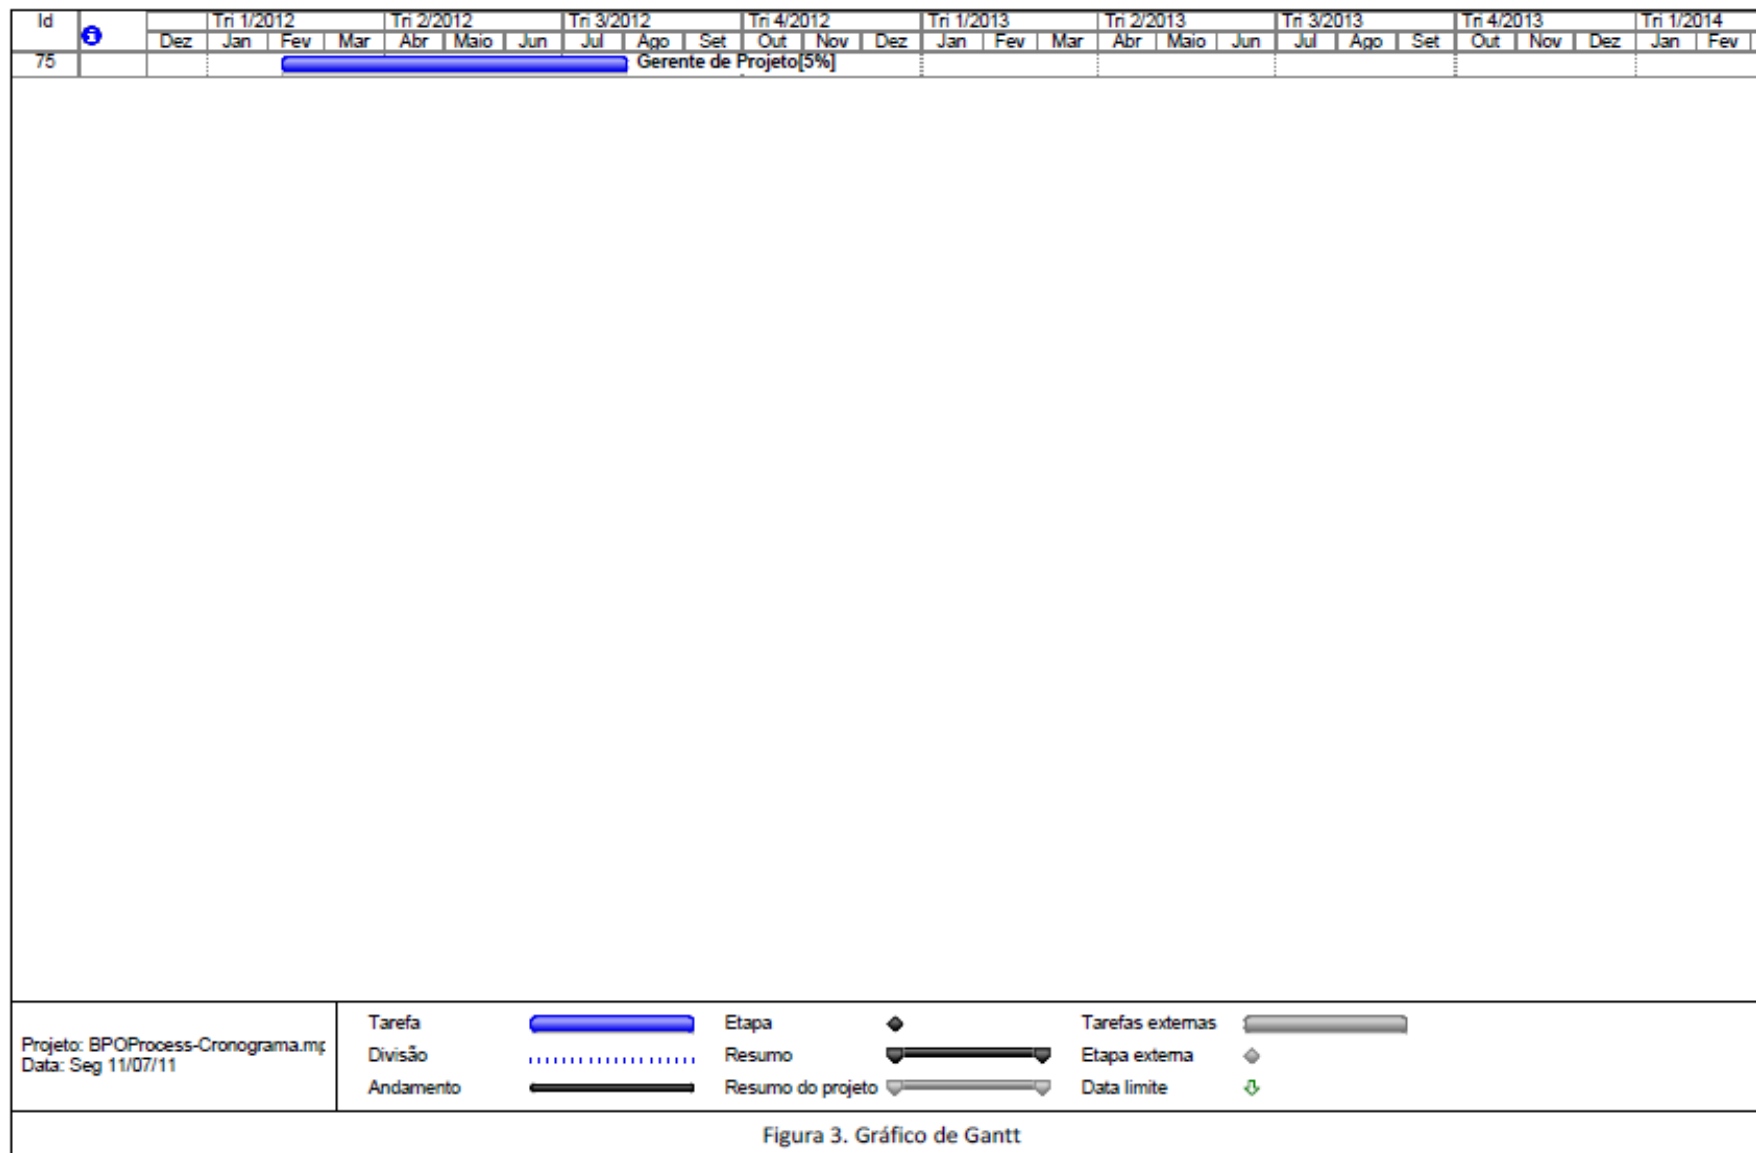 Id Tri 1/2012 Tri 2/2012 Tri 3/2012 Tri 4/2012 Tri 1/2013 Tri 2/2013 Tri 3/2013 Tri 4/2013 Tri 1/2014
Dez Jan Fev Mar Abr Maio Jun Jul Ago Set Out Nov Dez Jan Fev Mar Abr Maio Jun Jul Ago Set Out Nov Dez Jan Fev
75 Gerente de Projeto[5%]
Tarefa Etapa Tarefas externas
Projeto: BPOProcess-Cronograma.mp
Divisão Resumo Etapa externa
Data: Seg 11/07/11
Andamento Resumo do projeto Data limite
Figura 3. Gráfico de Gantt